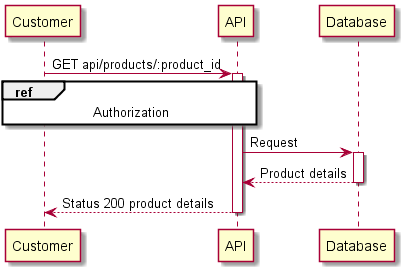 Customer API Database
GET api/products/:product_id
ref
Authorization
Request
Product details
Status 200 product details
Customer API Database